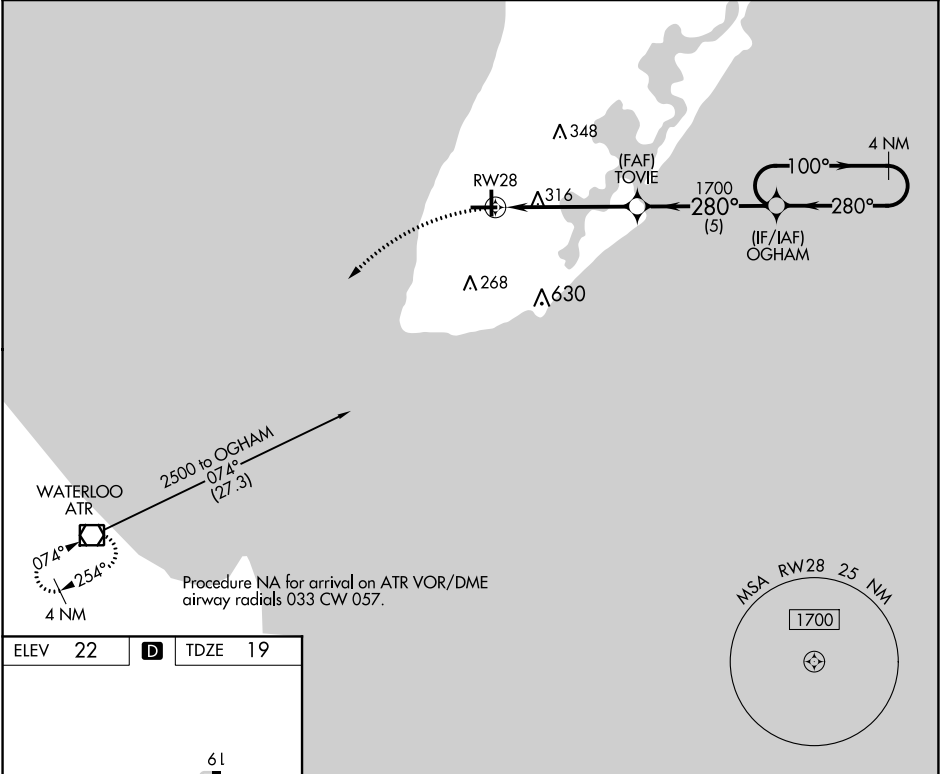 348
4 NM
(FAF)
TOVIE
100°
RW28
316
1700
280°
(5)
280°
(IF/IAF)
OGHAM
268
630
2500 to OGHAM
074°
(27.3)
WATERLOO
ATR
074°
254°
4 NM
Procedure NA for arrival on ATR VOR/DME
airway radials 033 CW 057.
MSA RW28 25 NM
1700
ELEV 22 D TDZE 19
19